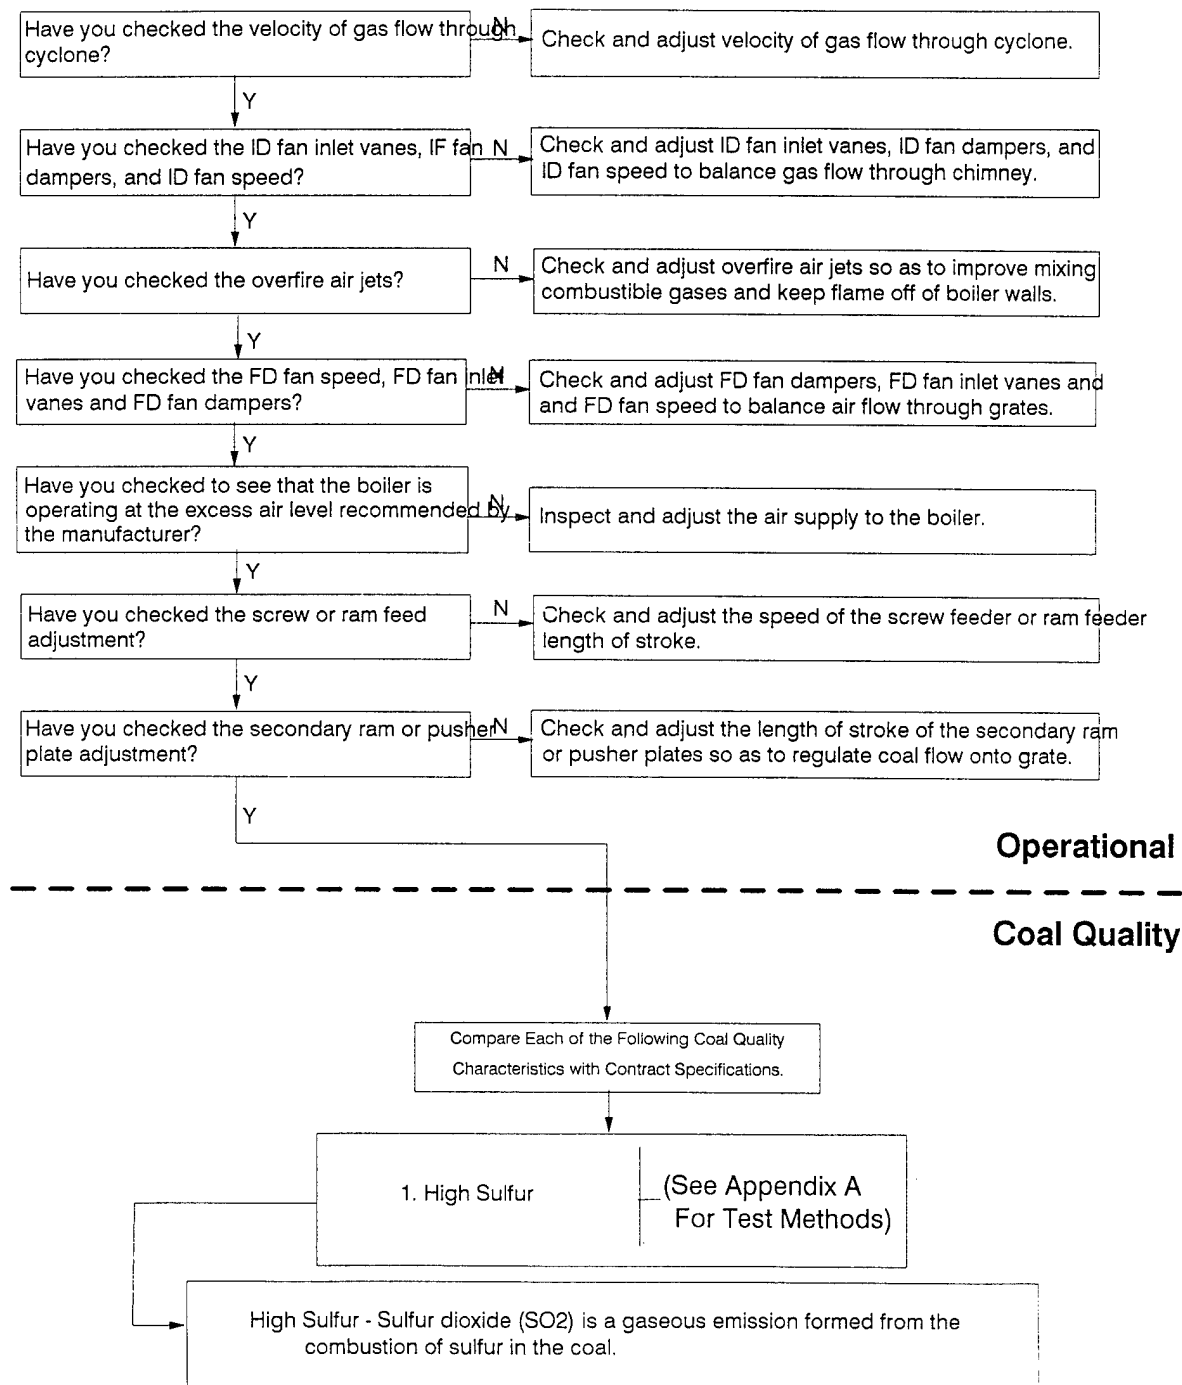 Have you checked the velocity of gas flow through
cyclone?
N
Check and adjust velocity of gas flow through cyclone.
Y
Have you checked the ID fan inlet vanes, IF fan
dampers, and ID fan speed?
N
Check and adjust ID fan inlet vanes, ID fan dampers, and
ID fan speed to balance gas flow through chimney.
Y
Have you checked the overfire air jets?
N
Check and adjust overfire air jets so as to improve mixing
combustible gases and keep flame off of boiler walls.
Y
Have you checked the FD fan speed, FD fan inlet
vanes and FD fan dampers?
N
Check and adjust FD fan dampers, FD fan inlet vanes and
and FD fan speed to balance air flow through grates.
Y
Have you checked to see that the boiler is
operating at the excess air level recommended by
the manufacturer?
N
Inspect and adjust the air supply to the boiler.
Y
Have you checked the screw or ram feed
adjustment?
N
Check and adjust the speed of the screw feeder or ram feeder
length of stroke.
Y
Have you checked the secondary ram or pusher
plate adjustment?
N
Check and adjust the length of stroke of the secondary ram
or pusher plates so as to regulate coal flow onto grate.
Y
Operational
Coal Quality
Compare Each of the Following Coal Quality
Characteristics with Contract Specifications.
1. High Sulfur
(See Appendix A
For Test Methods)
High Sulfur - Sulfur dioxide (SO2) is a gaseous emission formed from the
combustion of sulfur in the coal.